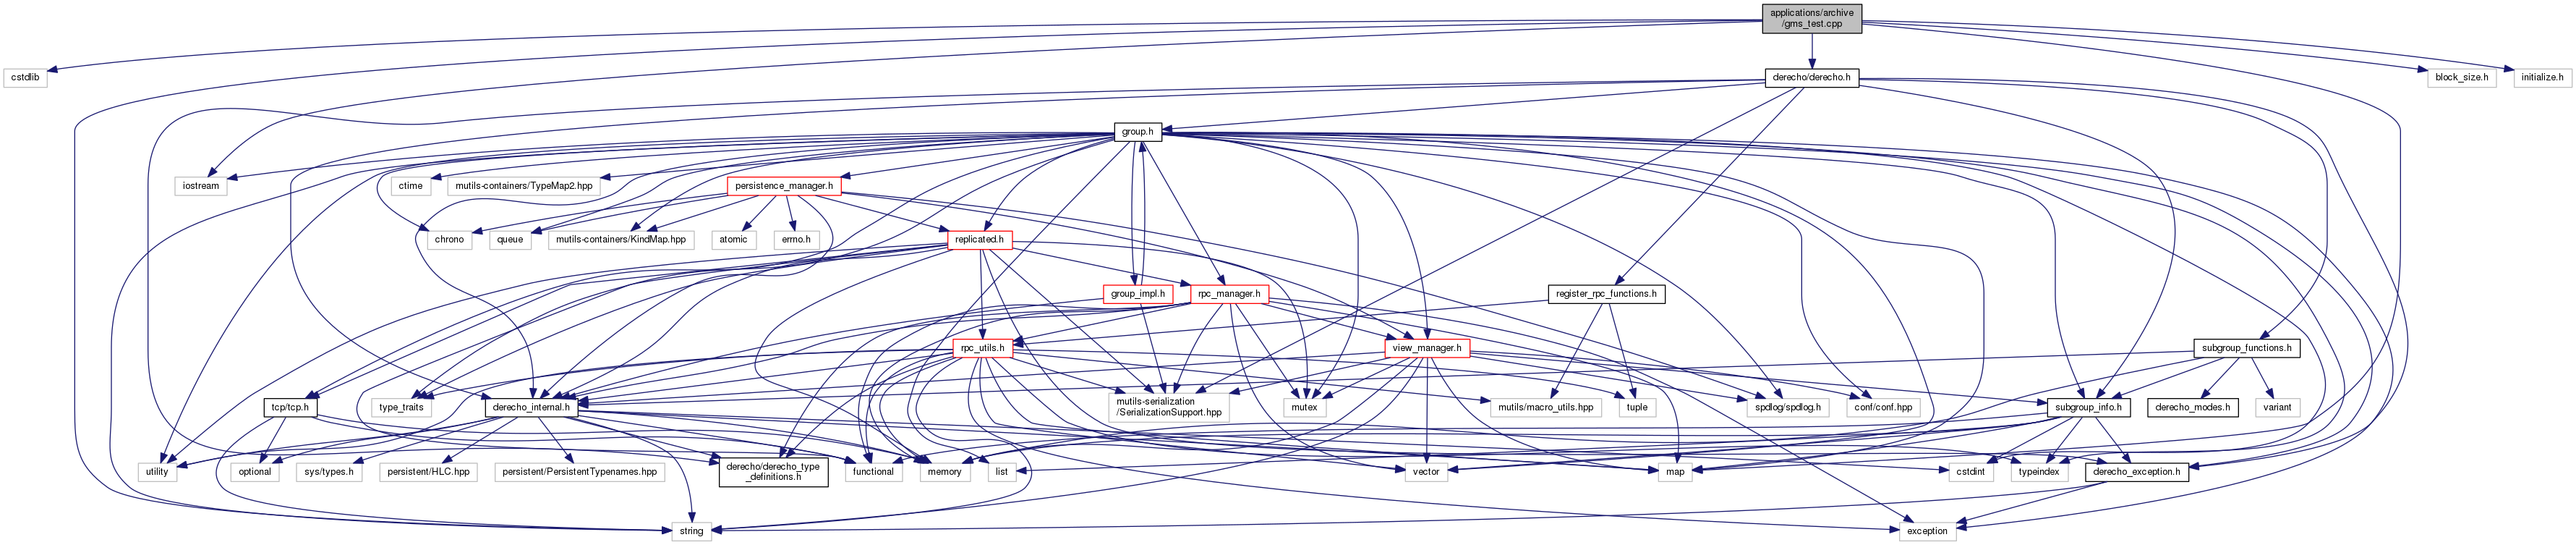 applications/archive
/gms_test.cpp
cstdlib
derecho/derecho.h
block_size.h
initialize.h
group.h
iostream
ctime
mutils-containers/TypeMap2.hpp
persistence_manager.h
chrono
queue
mutils-containers/KindMap.hpp
atomic
errno.h
replicated.h
group_impl.h
rpc_manager.h
register_rpc_functions.h
rpc_utils.h
view_manager.h
subgroup_functions.h
tcp/tcp.h
type_traits
derecho_internal.h
mutils-serialization
/SerializationSupport.hpp
mutex
mutils/macro_utils.hpp
tuple
spdlog/spdlog.h
conf/conf.hpp
subgroup_info.h
derecho_modes.h
variant
utility
optional
sys/types.h
persistent/HLC.hpp
persistent/PersistentTypenames.hpp
derecho/derecho_type
_definitions.h
functional
memory
list
vector
map
cstdint
typeindex
derecho_exception.h
string
exception